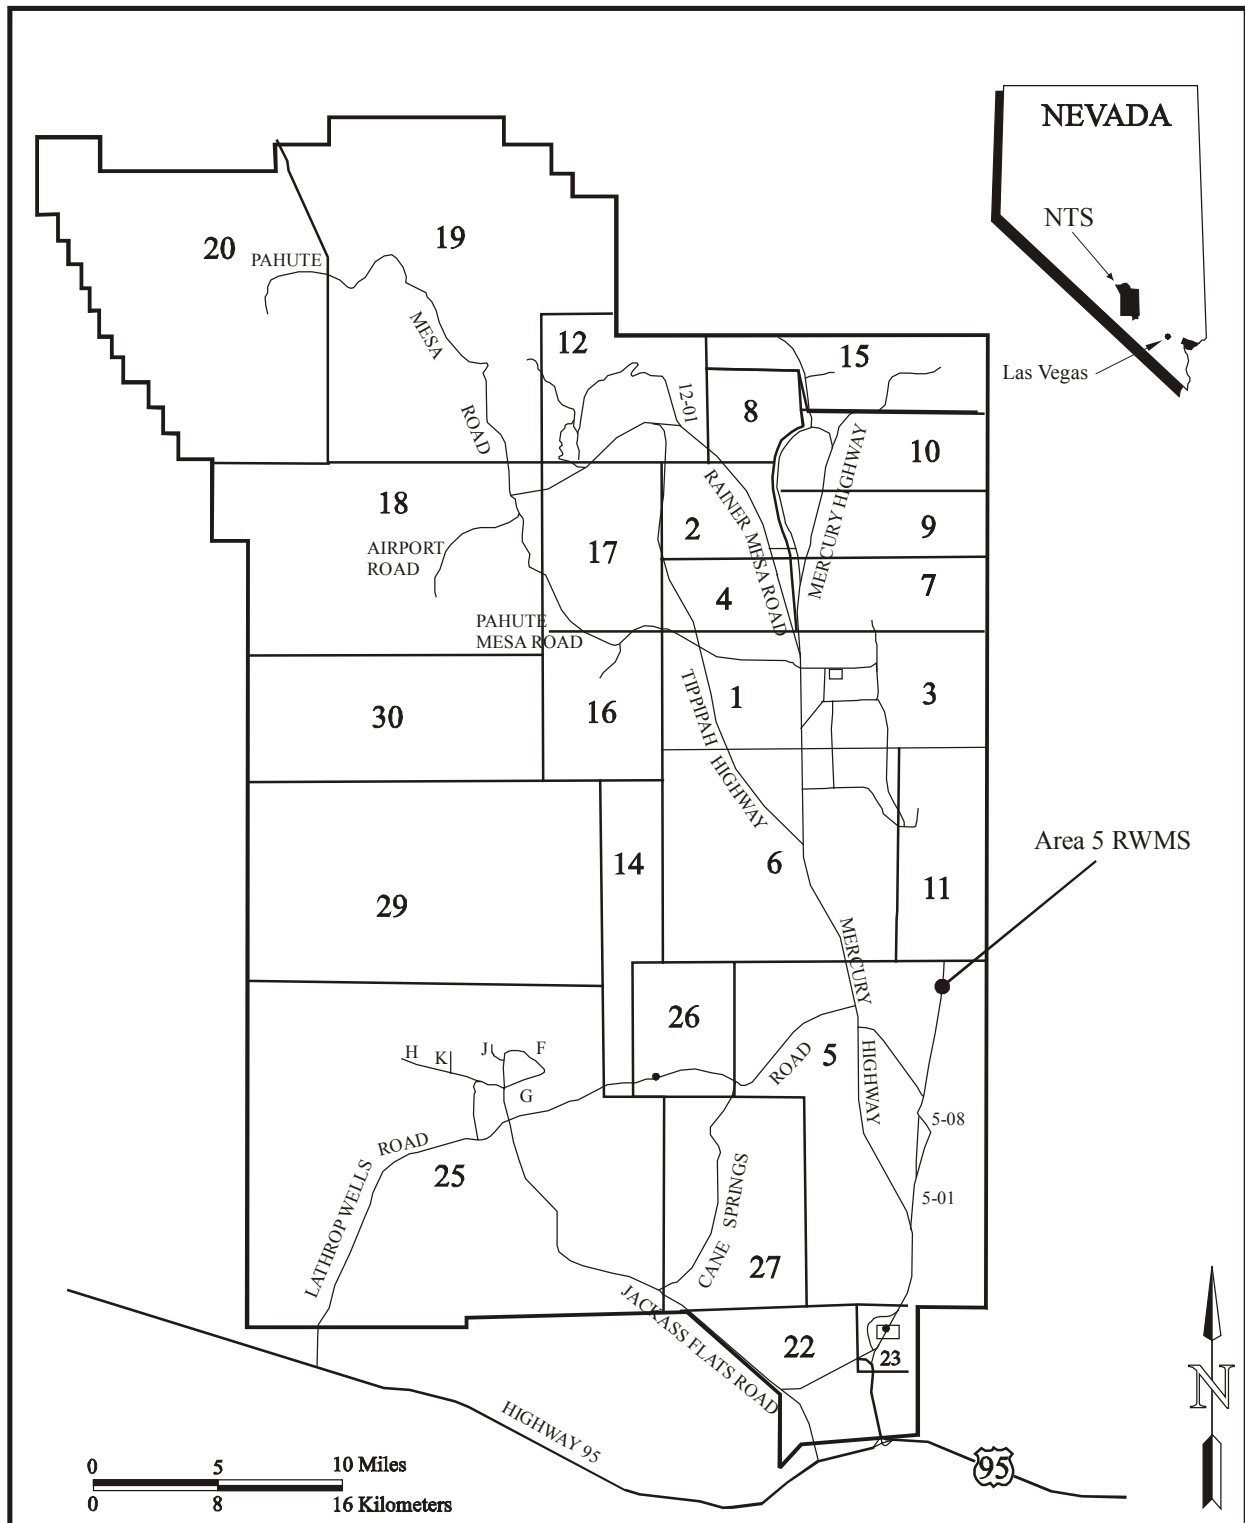 NEVADA
NTS
Las Vegas
20
19
PAHUTE
MESA
ROAD
12
12-01
15
8
10
MERCURY HIGHWAY
RAINER MESA ROAD
18
AIRPORT
ROAD
17
2
9
4
7
PAHUTE
MESA ROAD
30
16
TIPPIPAH HIGHWAY
1
3
29
14
6
11
Area 5 RWMS
MERCURY
HIGHWAY
26
5
ROAD
H
K
J
F
G
5-08
5-01
LATHROP WELLS ROAD
25
CANE SPRINGS
27
JACKASS FLATS ROAD
22
23
HIGHWAY 95
95
N
0 5 10 Miles
0 8 16 Kilometers